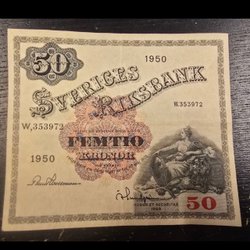 50
1950
SVERIGES
RIKSBANK
W,353972
W,353972
FEMTIO
KRONOR
1950
50